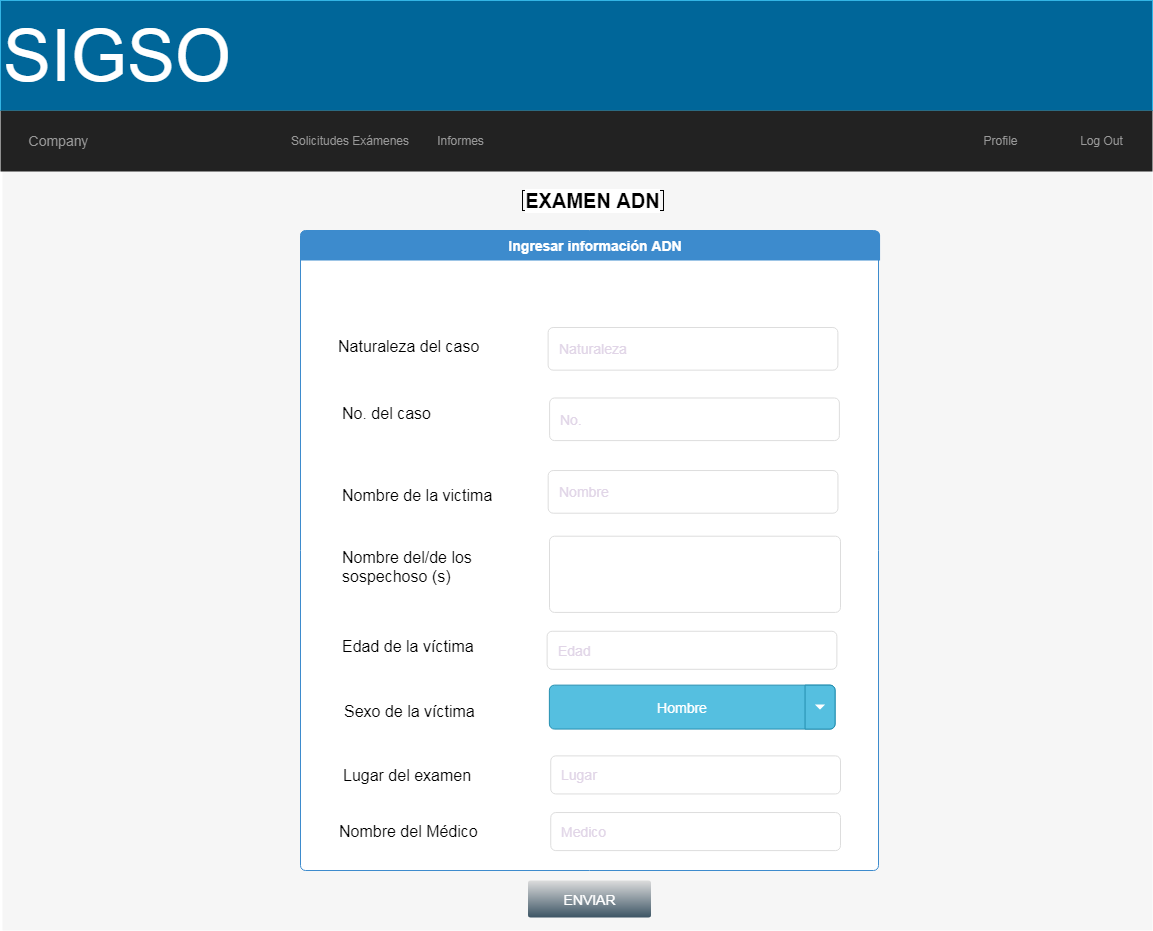 SIGSO
Company Solicitudes Exámenes Informes Profile Log Out
[EXAMEN ADN]
Ingresar información ADN
Naturaleza del caso Naturaleza
No. del caso No.
Nombre de la victima Nombre
Nombre del/de los
sospechoso (s)
Edad de la víctima Edad
Sexo de la víctima Hombre
Lugar del examen Lugar
Nombre del Médico Medico
ENVIAR